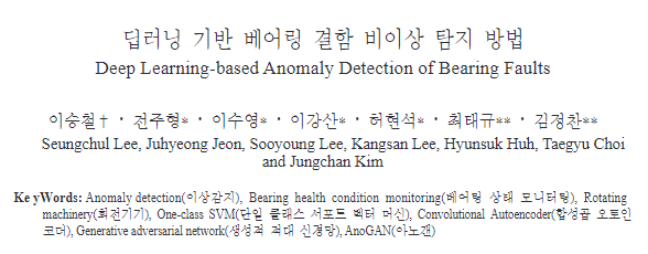 딥러닝 기반 베어링 결함 비이상 탐지 방법
Deep Learning-based Anomaly Detection of Bearing Faults
이승철† · 전주형* · 이수영* · 이강산* · 허현석* · 최태규** · 김정찬**
Seungchul Lee, Juhyeong Jeon, Sooyoung Lee, Kangsan Lee, Hyunsuk Huh, Taegyu Choi
and Jungchan Kim
Ke yWords: Anomaly detection(이상감지), Bearing health condition monitoring(베어링 상태 모니터링), Rotating
machinery(회전기기), One-class SVM(단일 클래스 서포트 벡터 머신), Convolutional Autoencoder(합성곱 오토인
코더), Generative adversarial network(생성적 적대 신경망), AnoGAN(아노갠)